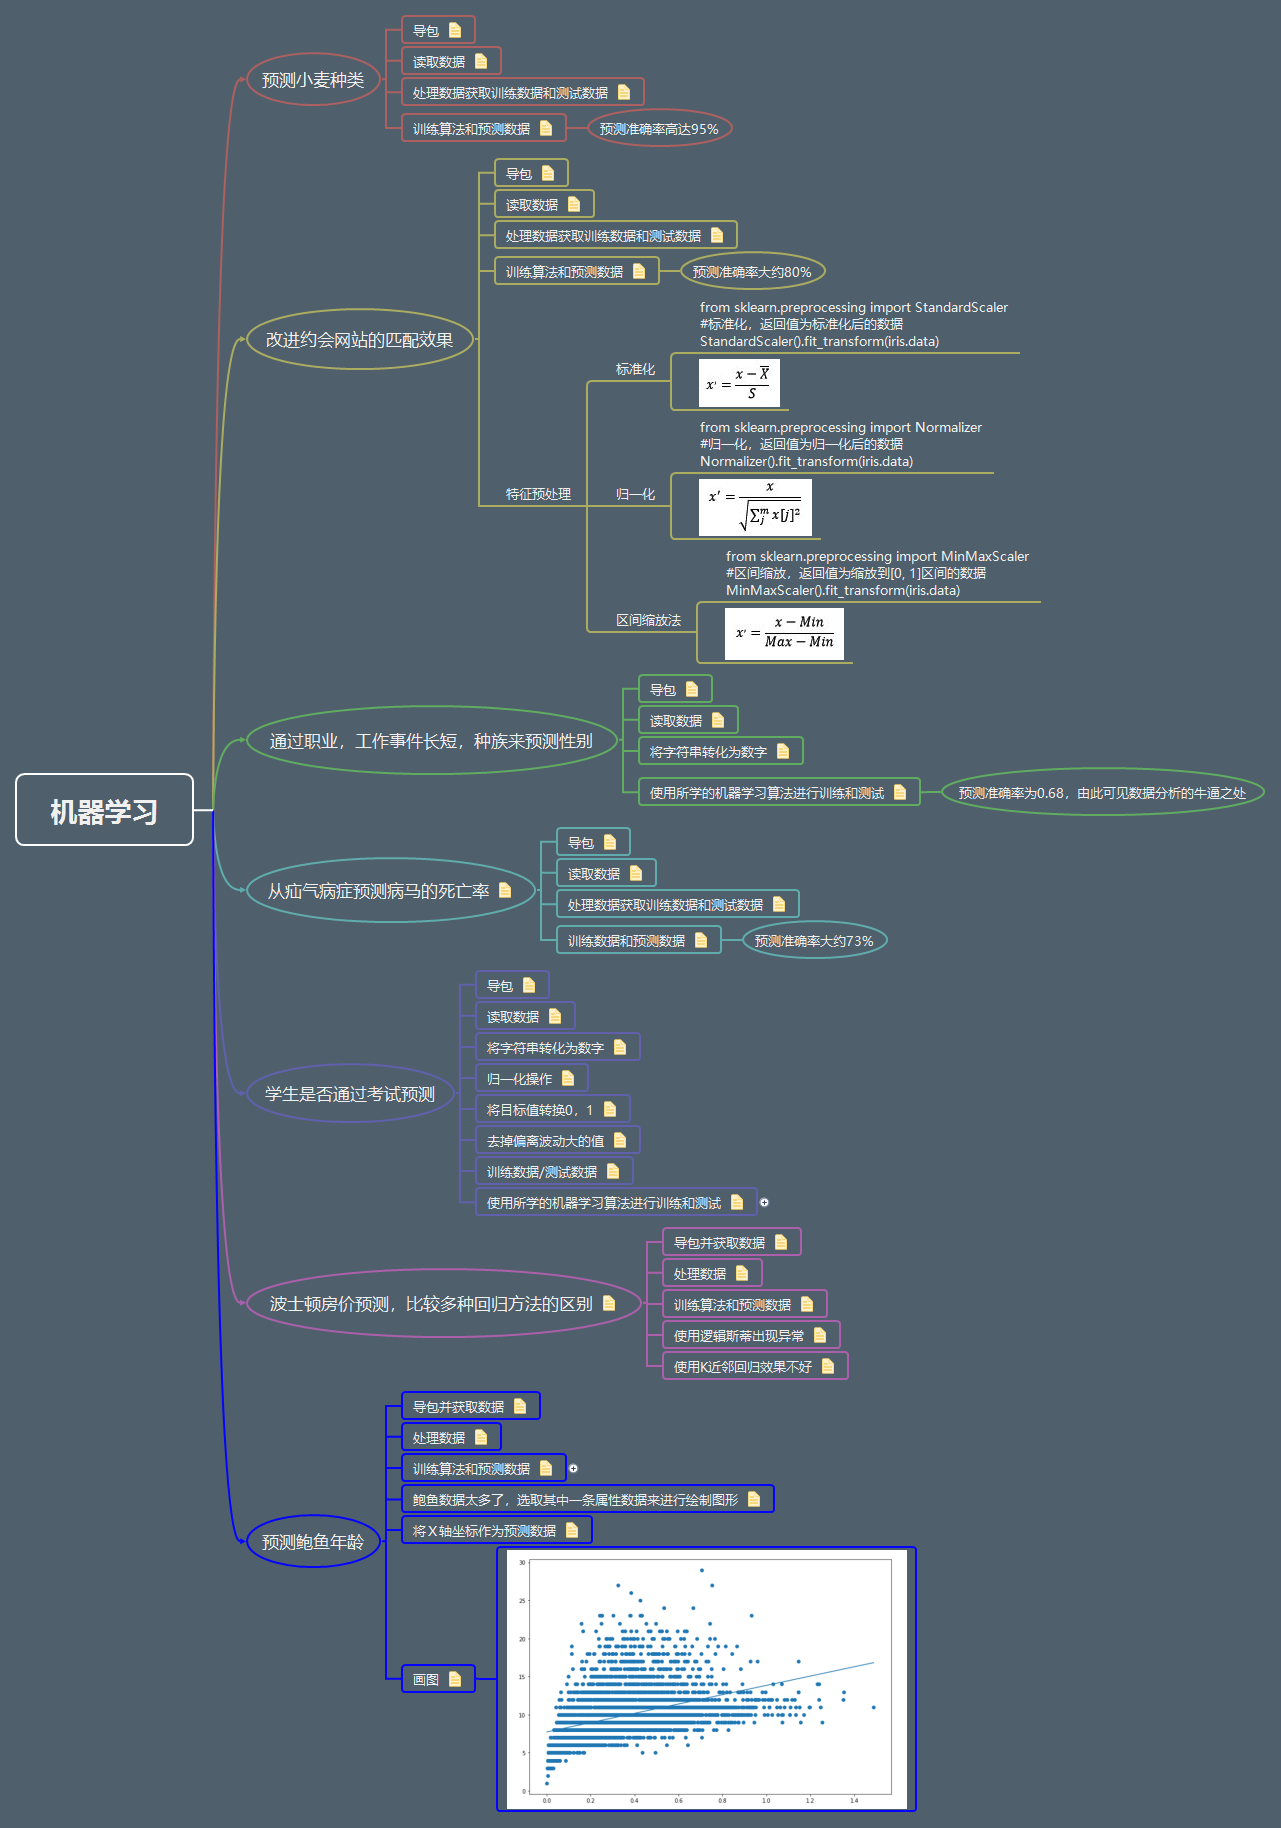 机器学习
预测小麦种类
导包
读取数据
处理数据获取训练数据和测试数据
训练算法和预测数据
预测准确率高达95%
改进约会网站的匹配效果
导包
读取数据
处理数据获取训练数据和测试数据
训练算法和预测数据
预测准确率大约80%
特征预处理
标准化
from sklearn.preprocessing import StandardScaler
#标准化，返回值为标准化后的数据
StandardScaler().fit_transform(iris.data)
x' = (x − X̅) / S
归一化
from sklearn.preprocessing import Normalizer
#归一化，返回值为归一化后的数据
Normalizer().fit_transform(iris.data)
x′ = x / √(∑ⱼᵐ x[j]²)
区间缩放法
from sklearn.preprocessing import MinMaxScaler
#区间缩放，返回值为缩放到[0, 1]区间的数据
MinMaxScaler().fit_transform(iris.data)
x' = (x − Min) / (Max − Min)
通过职业，工作事件长短，种族来预测性别
导包
读取数据
将字符串转化为数字
使用所学的机器学习算法进行训练和测试
预测准确率为0.68，由此可见数据分析的牛逼之处
从疝气病症预测病马的死亡率
导包
读取数据
处理数据获取训练数据和测试数据
训练数据和预测数据
预测准确率大约73%
学生是否通过考试预测
导包
读取数据
将字符串转化为数字
归一化操作
将目标值转换0，1
去掉偏离波动大的值
训练数据/测试数据
使用所学的机器学习算法进行训练和测试
波士顿房价预测，比较多种回归方法的区别
导包并获取数据
处理数据
训练算法和预测数据
使用逻辑斯蒂出现异常
使用K近邻回归效果不好
预测鲍鱼年龄
导包并获取数据
处理数据
训练算法和预测数据
鲍鱼数据太多了，选取其中一条属性数据来进行绘制图形
将X轴坐标作为预测数据
画图
30
25
20
15
10
5
0
0.0 0.2 0.4 0.6 0.8 1.0 1.2 1.4